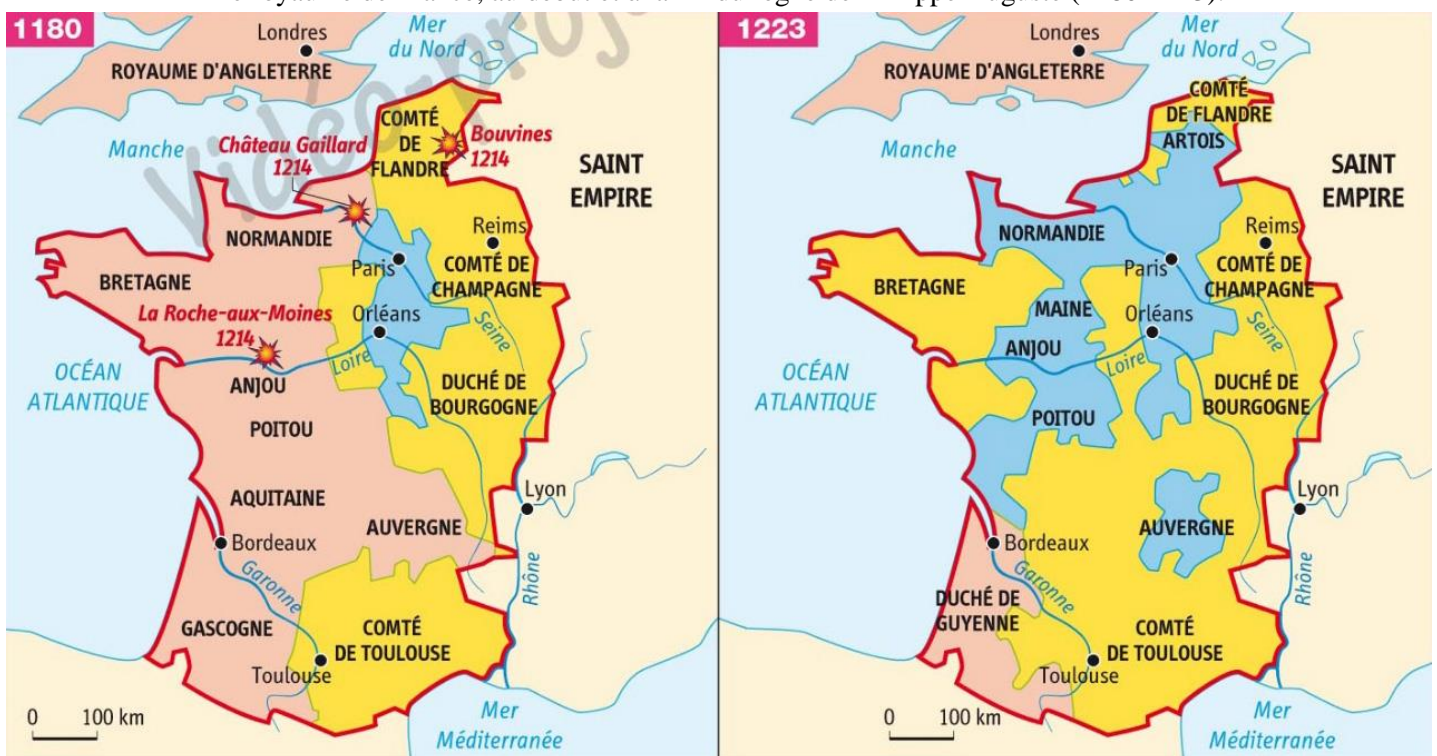 1180
Londres
Mer
du Nord
ROYAUME D'ANGLETERRE
COMTÉ
DE
FLANDRE
Château Gaillard
1214
Bouvines
1214
Manche
SAINT
EMPIRE
NORMANDIE
Reims
Paris
COMTÉ DE
CHAMPAGNE
BRETAGNE
La Roche-aux-Moines
1214
Orléans
Seine
Loire
OCÉAN
ATLANTIQUE
ANJOU
DUCHÉ DE
BOURGOGNE
POITOU
AQUITAINE
Lyon
AUVERGNE
Bordeaux
Garonne
Rhône
GASCOGNE
COMTÉ
DE TOULOUSE
Toulouse
0 100 km
Mer
Méditerranée
1223
Londres
Mer
du Nord
ROYAUME D'ANGLETERRE
COMTÉ
DE FLANDRE
ARTOIS
Manche
SAINT
EMPIRE
NORMANDIE
Reims
Paris
COMTÉ DE
CHAMPAGNE
BRETAGNE
MAINE
Orléans
Seine
ANJOU
Loire
OCÉAN
ATLANTIQUE
DUCHÉ DE
BOURGOGNE
POITOU
Lyon
AUVERGNE
Bordeaux
Garonne
Rhône
DUCHÉ DE
GUYENNE
COMTÉ
DE TOULOUSE
Toulouse
0 100 km
Mer
Méditerranée
Vidéo-proj